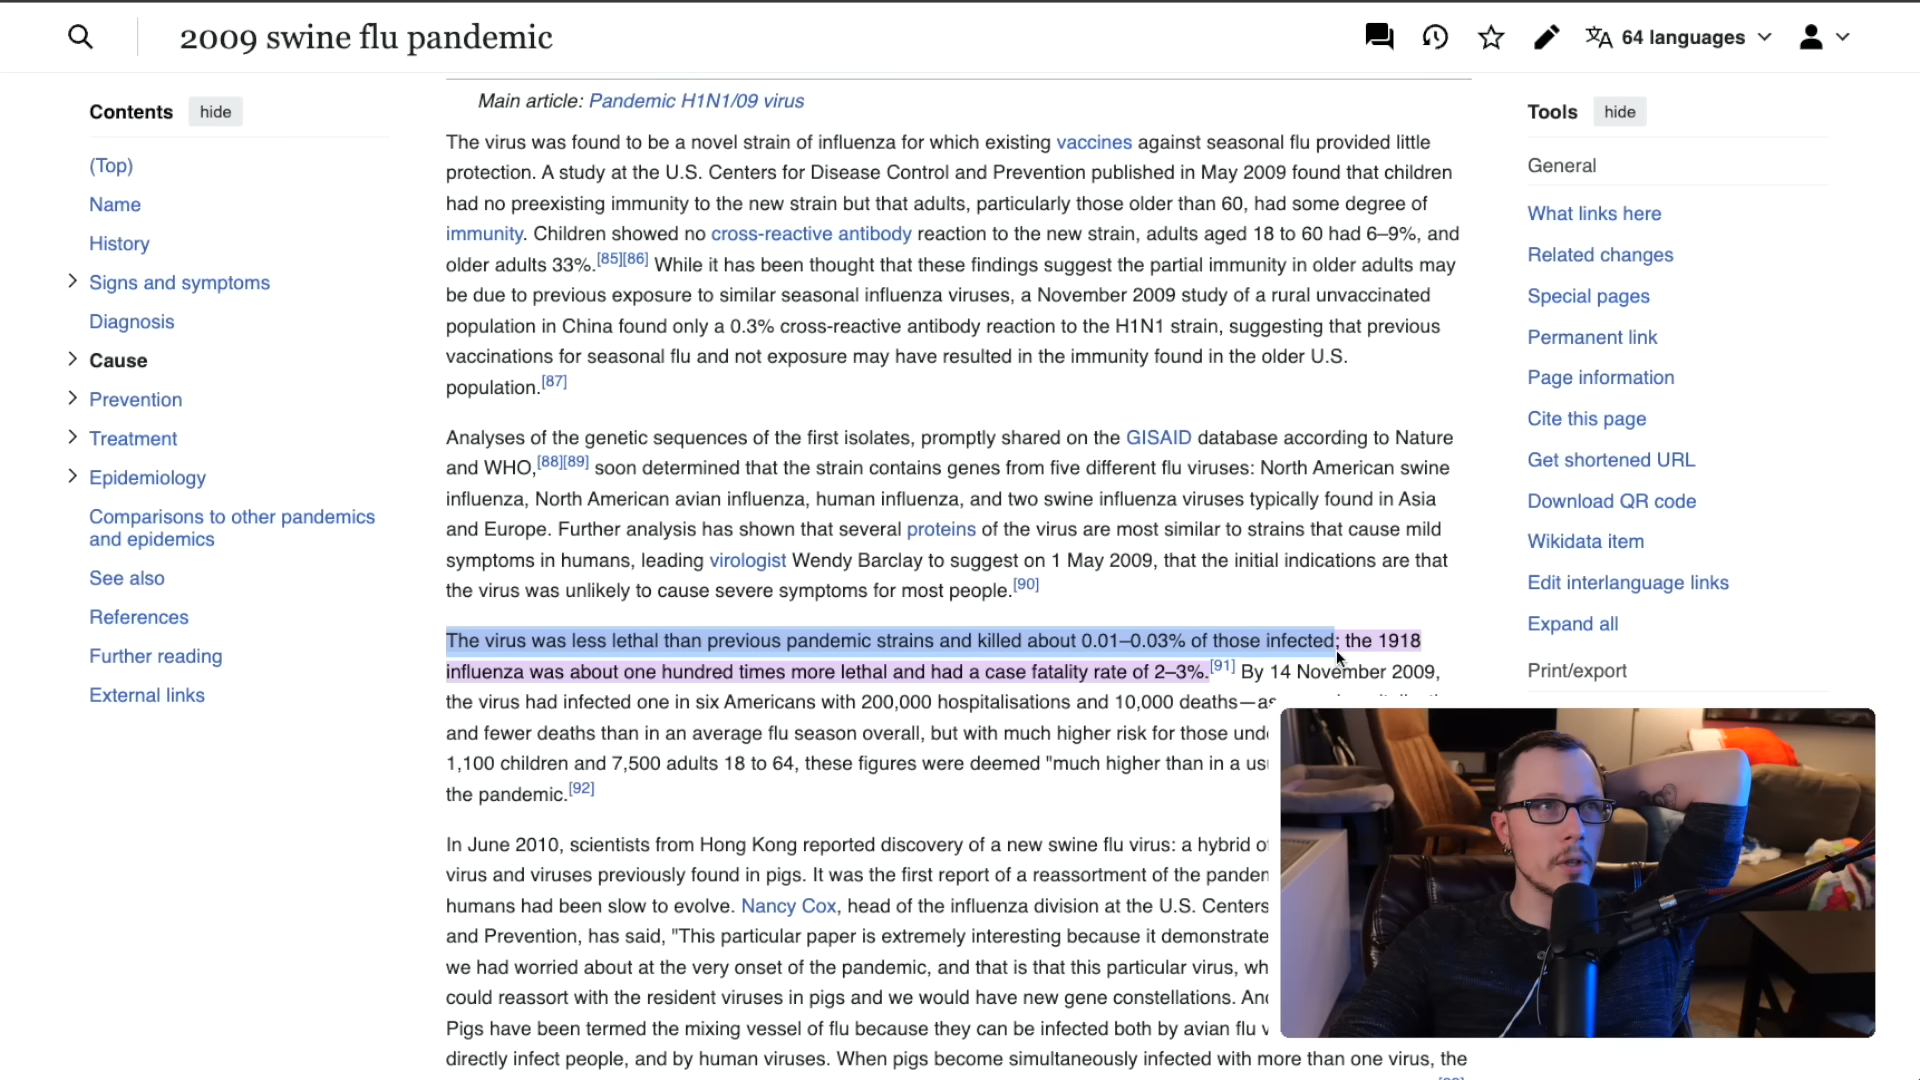 2009 swine flu pandemic
64 languages
Contents hide
(Top)
Name
History
Signs and symptoms
Diagnosis
Cause
Prevention
Treatment
Epidemiology
Comparisons to other pandemics
and epidemics
See also
References
Further reading
External links
Main article: Pandemic H1N1/09 virus
The virus was found to be a novel strain of influenza for which existing vaccines against seasonal flu provided little
protection. A study at the U.S. Centers for Disease Control and Prevention published in May 2009 found that children
had no preexisting immunity to the new strain but that adults, particularly those older than 60, had some degree of
immunity. Children showed no cross-reactive antibody reaction to the new strain, adults aged 18 to 60 had 6–9%, and
older adults 33%.[85][86] While it has been thought that these findings suggest the partial immunity in older adults may
be due to previous exposure to similar seasonal influenza viruses, a November 2009 study of a rural unvaccinated
population in China found only a 0.3% cross-reactive antibody reaction to the H1N1 strain, suggesting that previous
vaccinations for seasonal flu and not exposure may have resulted in the immunity found in the older U.S.
population.[87]
Analyses of the genetic sequences of the first isolates, promptly shared on the GISAID database according to Nature
and WHO,[88][89] soon determined that the strain contains genes from five different flu viruses: North American swine
influenza, North American avian influenza, human influenza, and two swine influenza viruses typically found in Asia
and Europe. Further analysis has shown that several proteins of the virus are most similar to strains that cause mild
symptoms in humans, leading virologist Wendy Barclay to suggest on 1 May 2009, that the initial indications are that
the virus was unlikely to cause severe symptoms for most people.[90]
The virus was less lethal than previous pandemic strains and killed about 0.01–0.03% of those infected; the 1918
influenza was about one hundred times more lethal and had a case fatality rate of 2–3%.[91] By 14 November 2009,
the virus had infected one in six Americans with 200,000 hospitalisations and 10,000 deaths—as
and fewer deaths than in an average flu season overall, but with much higher risk for those
1,100 children and 7,500 adults 18 to 64, these figures were deemed "much higher than in a
the pandemic.[92]
In June 2010, scientists from Hong Kong reported discovery of a new swine flu virus: a hybrid
virus and viruses previously found in pigs. It was the first report of a reassortment of the
humans had been slow to evolve. Nancy Cox, head of the influenza division at the U.S. Centers
and Prevention, has said, "This particular paper is extremely interesting because it demonstrate
we had worried about at the very onset of the pandemic, and that is that this particular virus,
could reassort with the resident viruses in pigs and we would have new gene constellations.
Pigs have been termed the mixing vessel of flu because they can be infected both by avian flu
directly infect people, and by human viruses. When pigs become simultaneously infected with more than one virus, the
Tools hide
General
What links here
Related changes
Special pages
Permanent link
Page information
Cite this page
Get shortened URL
Download QR code
Wikidata item
Edit interlanguage links
Expand all
Print/export